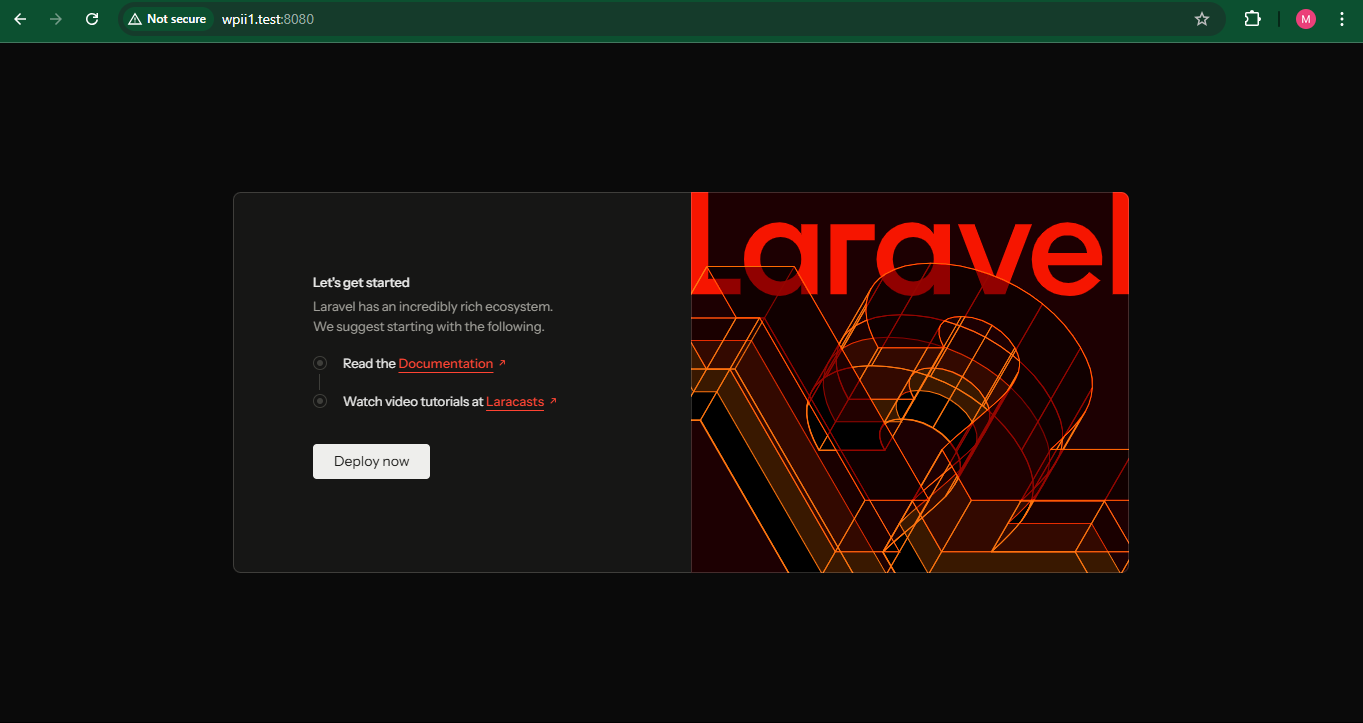 Not secure
wpii1.test:8080
M
Let's get started
Laravel has an incredibly rich ecosystem.
We suggest starting with the following.
Read the Documentation
Watch video tutorials at Laracasts
Deploy now
Laravel